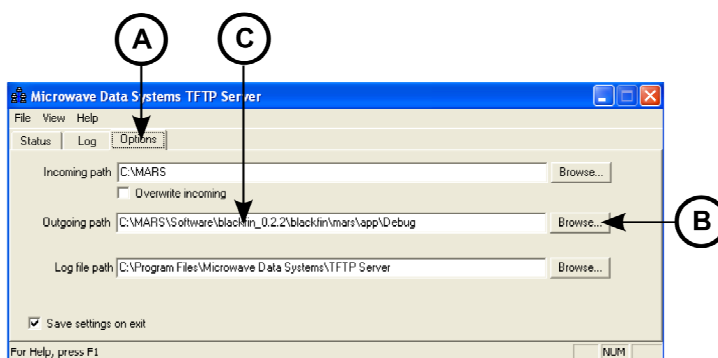 A
C
Microwave Data Systems TFTP Server
File View Help
Status Log Options
Incoming path C:\MARS Browse...
Overwrite incoming
Outgoing path C:\MARS\Software\blackfin_0.2.2\blackfin\mars\app\Debug Browse...
B
Log file path C:\Program Files\Microwave Data Systems\TFTP Server Browse...
Save settings on exit
For Help, press F1 NUM